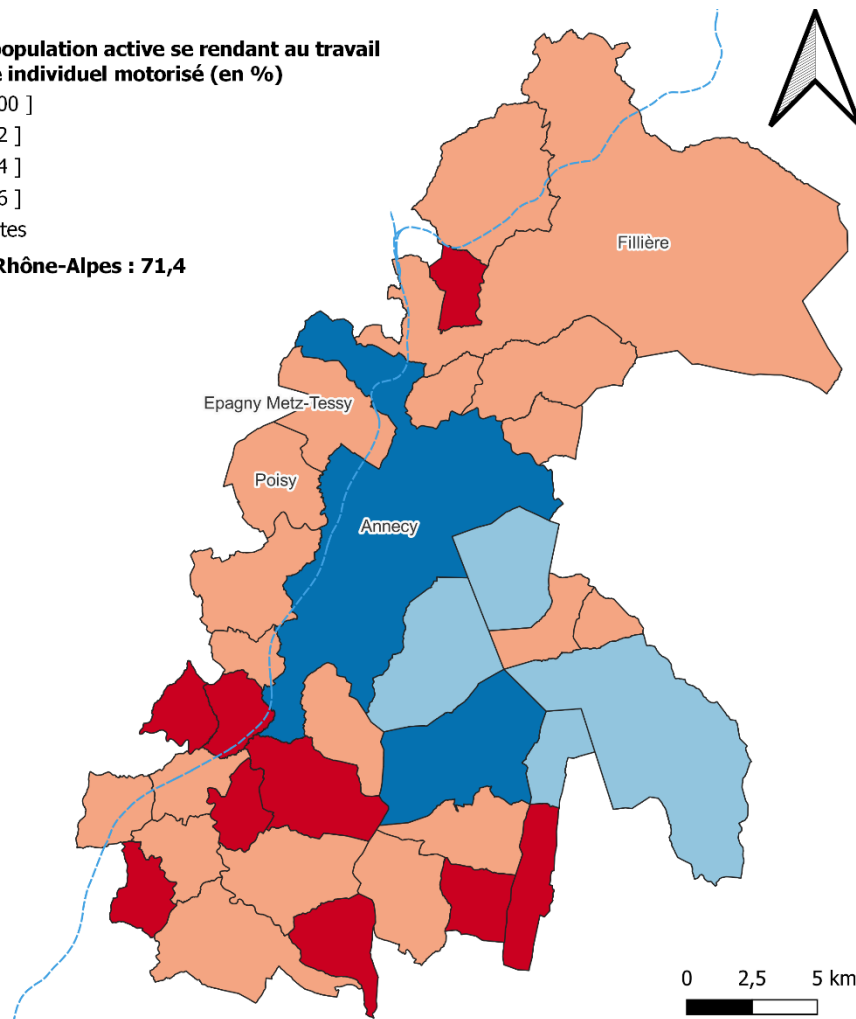 population active se rendant au travail
individuel motorisé (en %)
00 ]
2 ]
4 ]
6 ]
tes
Rhône-Alpes : 71,4
Fillière
Epagny Metz-Tessy
Poisy
Annecy
0 2,5 5 km